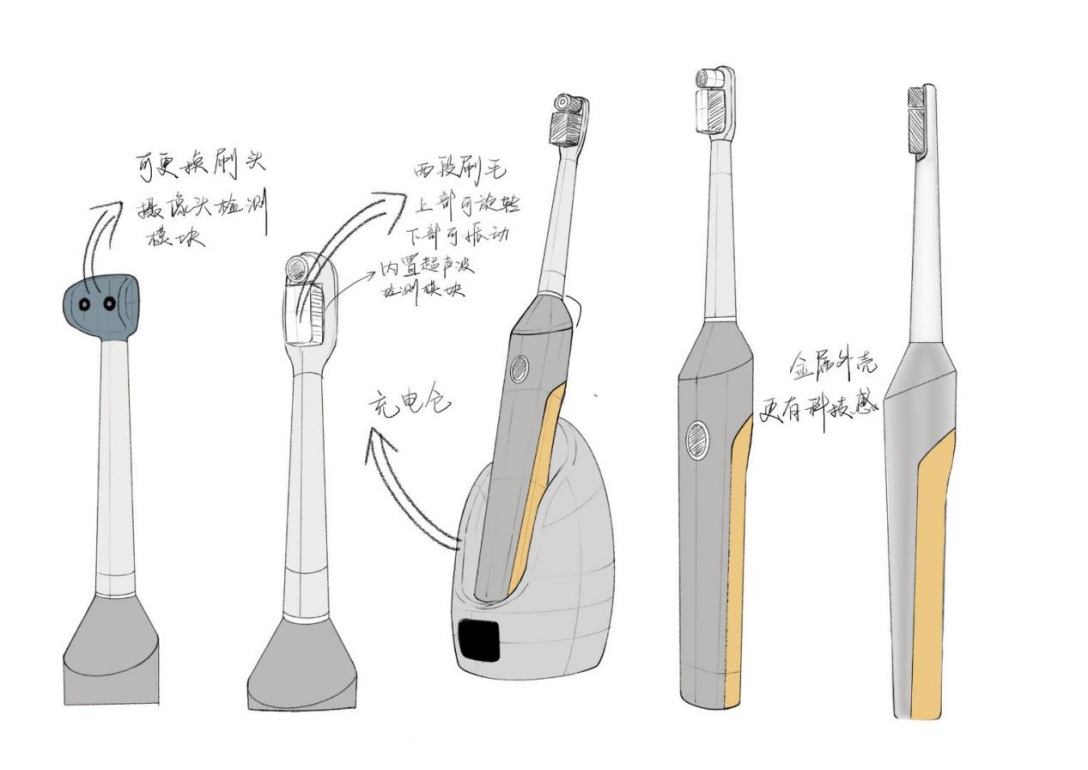 可更换刷头
摄像头检测
模块
两段刷毛
上部可旋转
下部可振动
内置超声波
检测模块
充电仓
金属外壳
更有科技感